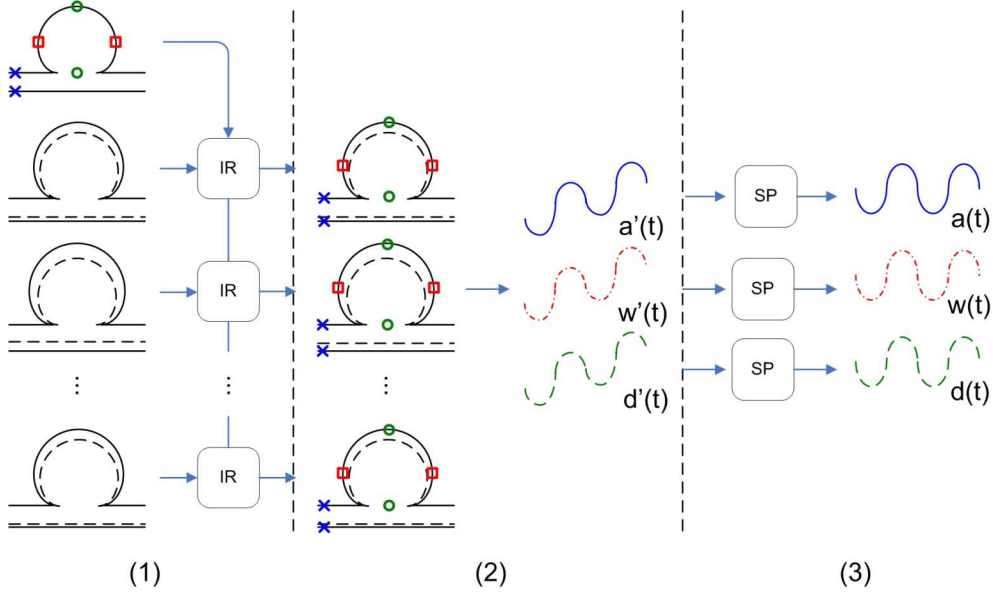 IR
IR
...
...
...
IR
a’(t)
w’(t)
d’(t)
SP
a(t)
SP
w(t)
SP
d(t)
(1)
(2)
(3)